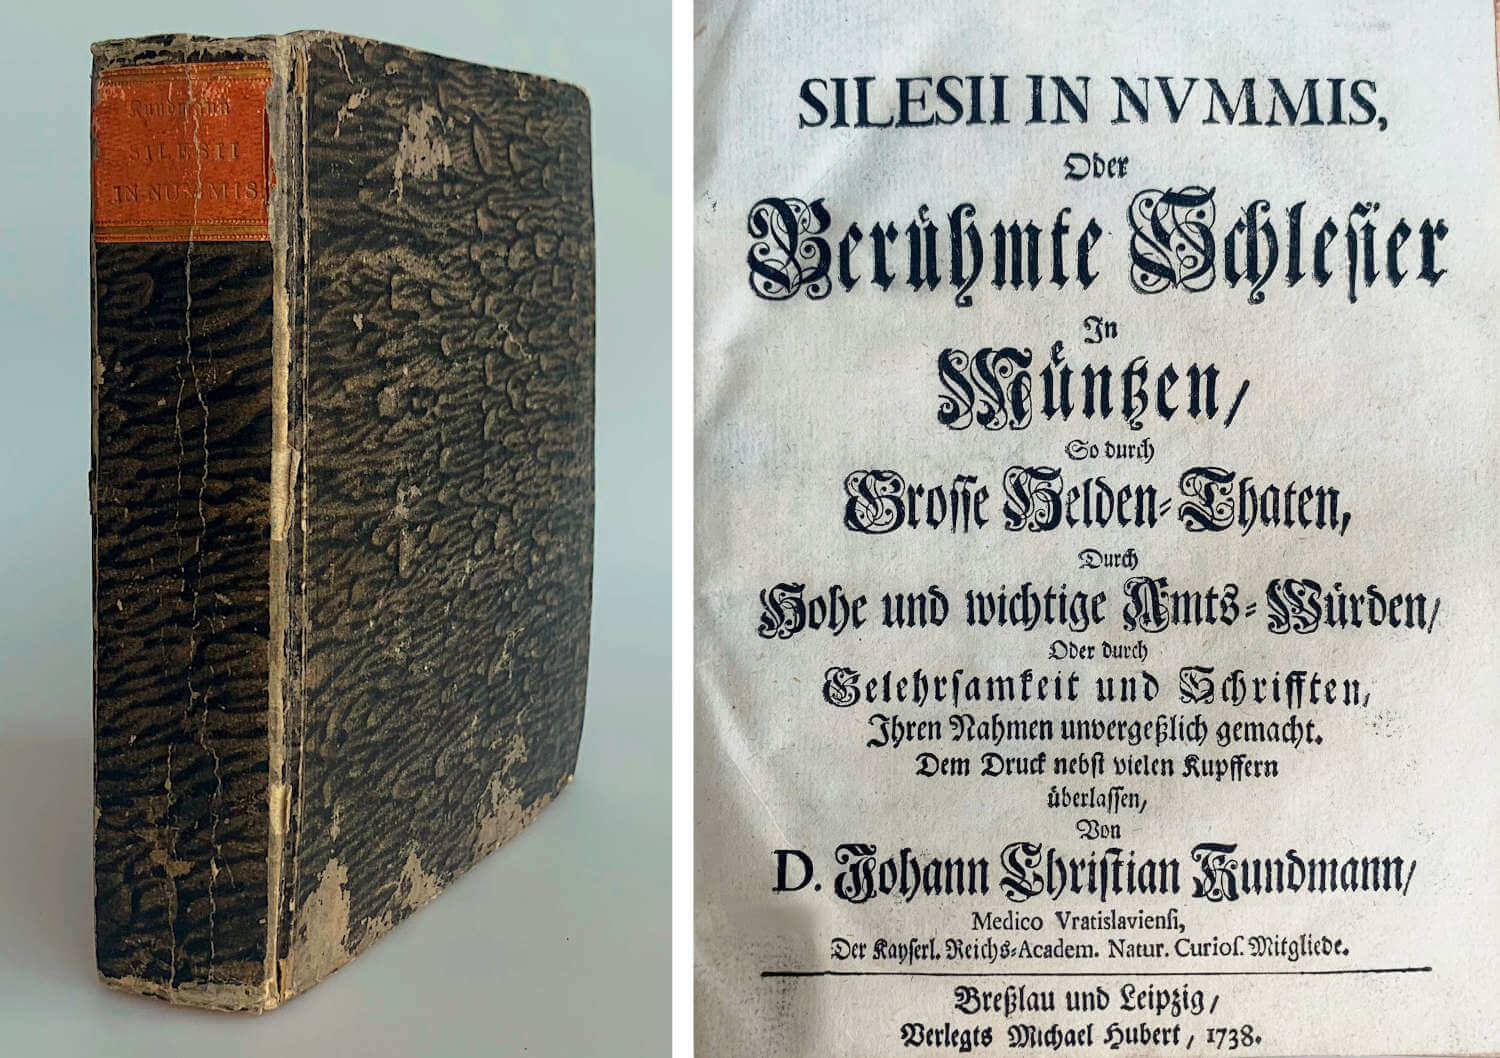 Kundmann
SILESII
IN NUMMIS
SILESII IN NVMMIS,
Oder
Berühmte Schlesier
In
Müntzen/
So durch
Grosse Helden-Thaten,
Durch
Hohe und wichtige Amts-Würden/
Oder durch
Gelehrsamkeit und Schrifften,
Ihren Nahmen unvergeßlich gemacht.
Dem Druck nebst vielen Kupffern
überlassen,
Von
D. Johann Christian Kundmann/
Medico Vratislaviensi,
Der Kayserl. Reichs-Academ. Natur. Curios. Mitgliede.
Breßlau und Leipzig/
Verlegts Michael Hubert, 1738.